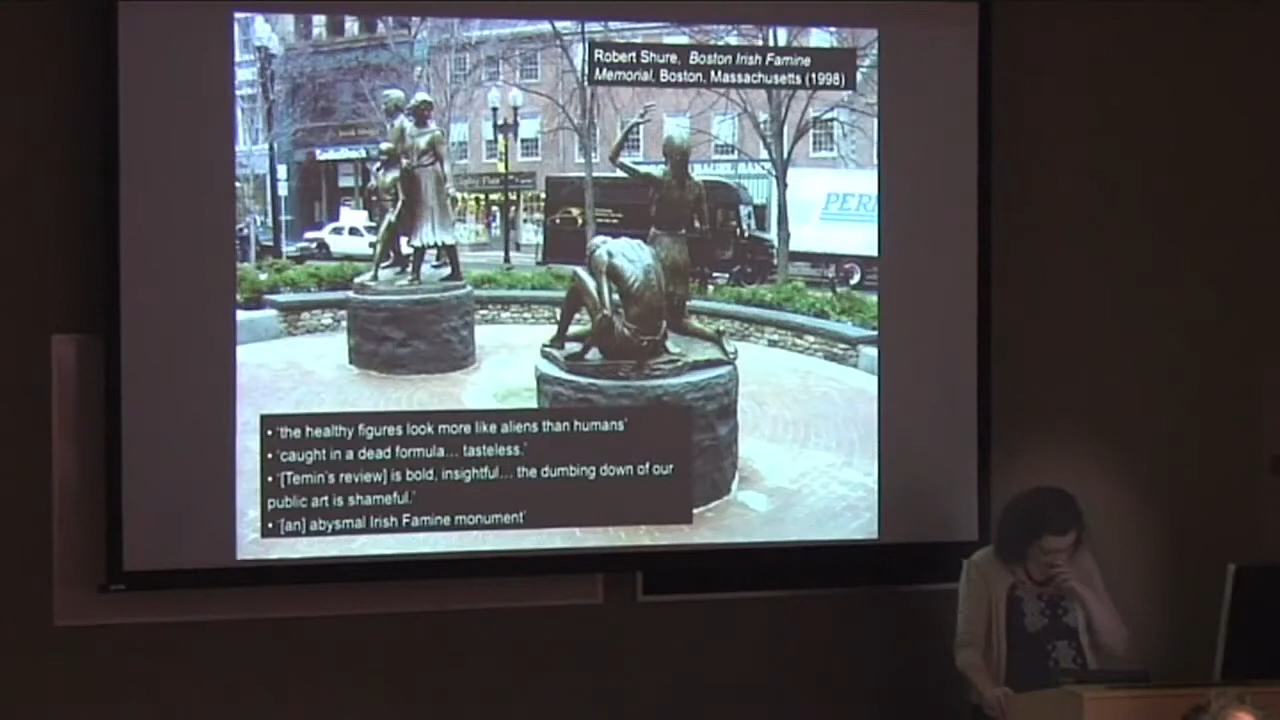 Robert Shure, Boston Irish Famine
Memorial, Boston, Massachusetts (1998)
PER
• 'the healthy figures look more like aliens than humans'
• 'caught in a dead formula... tasteless.'
• '[Temin's review] is bold, insightful... the dumbing down of our
public art is shameful.'
• '[an] abysmal Irish Famine monument'